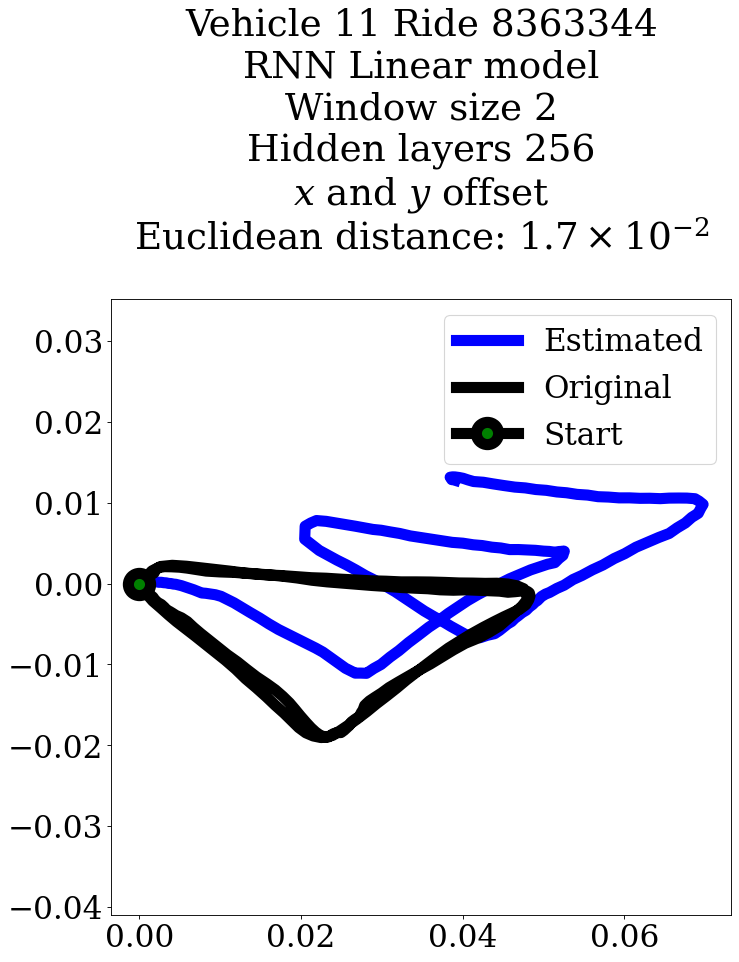 Vehicle 11 Ride 8363344
RNN Linear model
Window size 2
Hidden layers 256
x and y offset
Euclidean distance: 1.7 × 10⁻²
Estimated
Original
Start
0.03
0.02
0.01
0.00
−0.01
−0.02
−0.03
−0.04
0.00 0.02 0.04 0.06